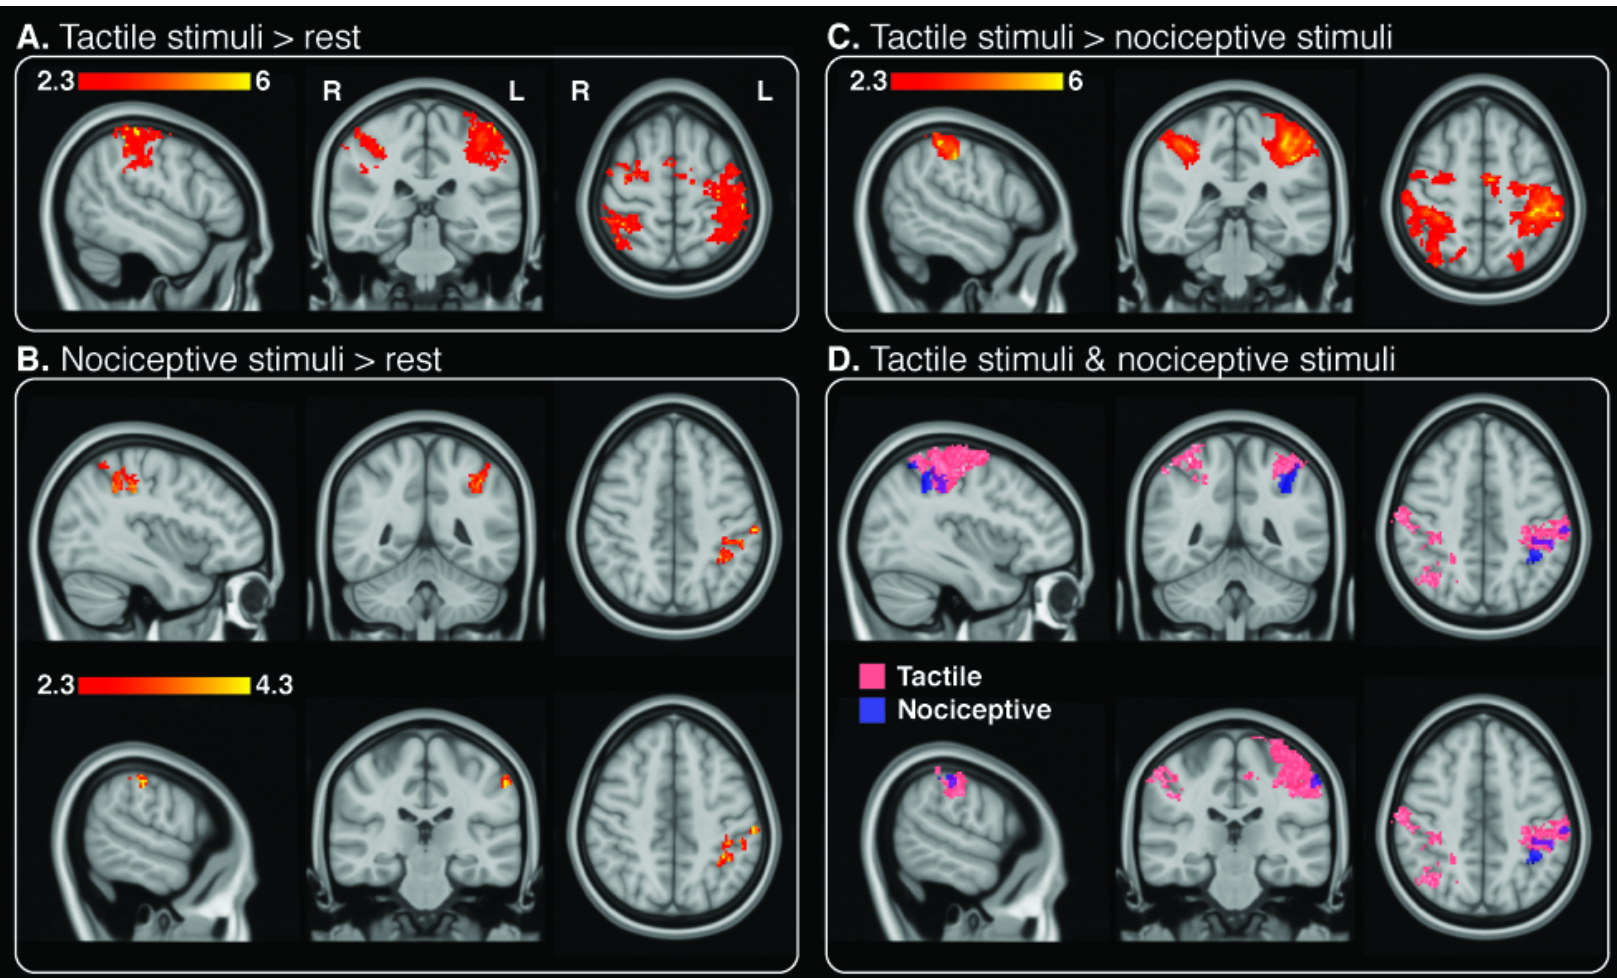 A. Tactile stimuli > rest
2.3 6
R L R L
B. Nociceptive stimuli > rest
2.3 4.3
C. Tactile stimuli > nociceptive stimuli
2.3 6
D. Tactile stimuli & nociceptive stimuli
Tactile
Nociceptive